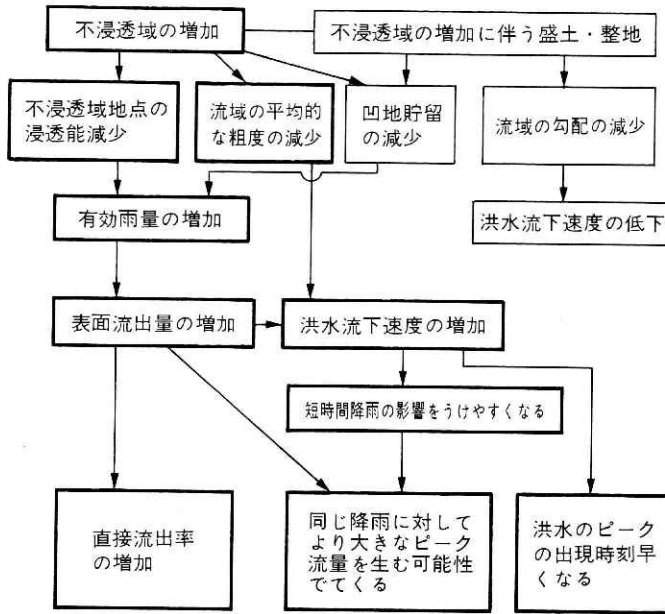 不浸透域の増加
不浸透域の増加に伴う盛土・整地
不浸透域地点の
浸透能減少
流域の平均的
な粗度の減少
凹地貯留
の減少
流域の勾配の減少
有効雨量の増加
洪水流下速度の低下
表面流出量の増加
洪水流下速度の増加
短時間降雨の影響をうけやすくなる
直接流出率
の増加
同じ降雨に対して
より大きなピーク
流量を生む可能性
でてくる
洪水のピーク
の出現時刻早
くなる